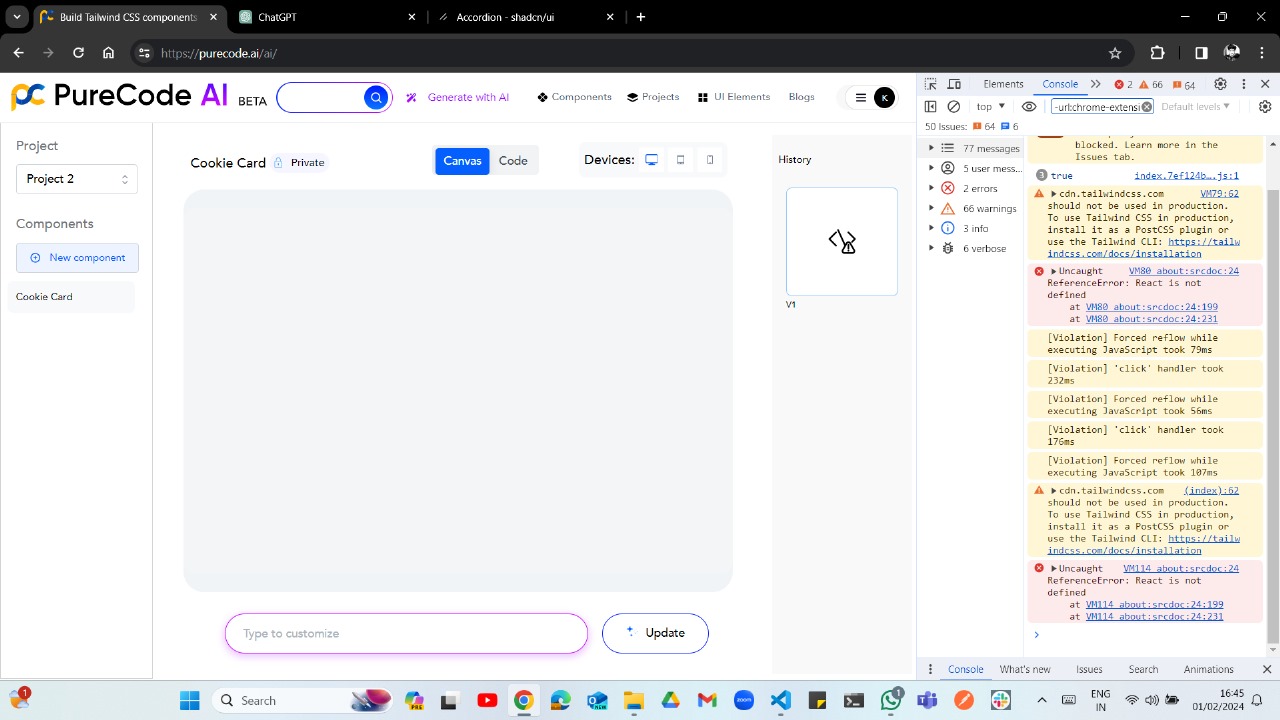 Build Tailwind CSS components
ChatGPT
Accordion - shadcn/ui
https://purecode.ai/ai/
PureCode AI BETA
Generate with AI
Components
Projects
UI Elements
Blogs
K
Project
Project 2
Components
New component
Cookie Card
Cookie Card
Private
Canvas
Code
Devices:
History
V1
Type to customize
Update
Elements
Console
2
66
64
top
-url:chrome-extensi
Default levels
50 Issues: 64 6
77 messages
5 user mess...
2 errors
66 warnings
3 info
6 verbose
blocked. Learn more in the
Issues tab.
3 true index.7ef124b….js:1
cdn.tailwindcss.com VM79:62
should not be used in production.
To use Tailwind CSS in production,
install it as a PostCSS plugin or
use the Tailwind CLI: https://tailw
indcss.com/docs/installation
Uncaught VM80 about:srcdoc:24
ReferenceError: React is not
defined
at VM80 about:srcdoc:24:199
at VM80 about:srcdoc:24:231
[Violation] Forced reflow while
executing JavaScript took 79ms
[Violation] 'click' handler took
232ms
[Violation] Forced reflow while
executing JavaScript took 56ms
[Violation] 'click' handler took
176ms
[Violation] Forced reflow while
executing JavaScript took 107ms
cdn.tailwindcss.com (index):62
should not be used in production.
To use Tailwind CSS in production,
install it as a PostCSS plugin or
use the Tailwind CLI: https://tailw
indcss.com/docs/installation
Uncaught VM114 about:srcdoc:24
ReferenceError: React is not
defined
at VM114 about:srcdoc:24:199
at VM114 about:srcdoc:24:231
Console
What's new
Issues
Search
Animations
1
Search
PRE
NEW
zoom
1
ENG
IN
16:45
01/02/2024